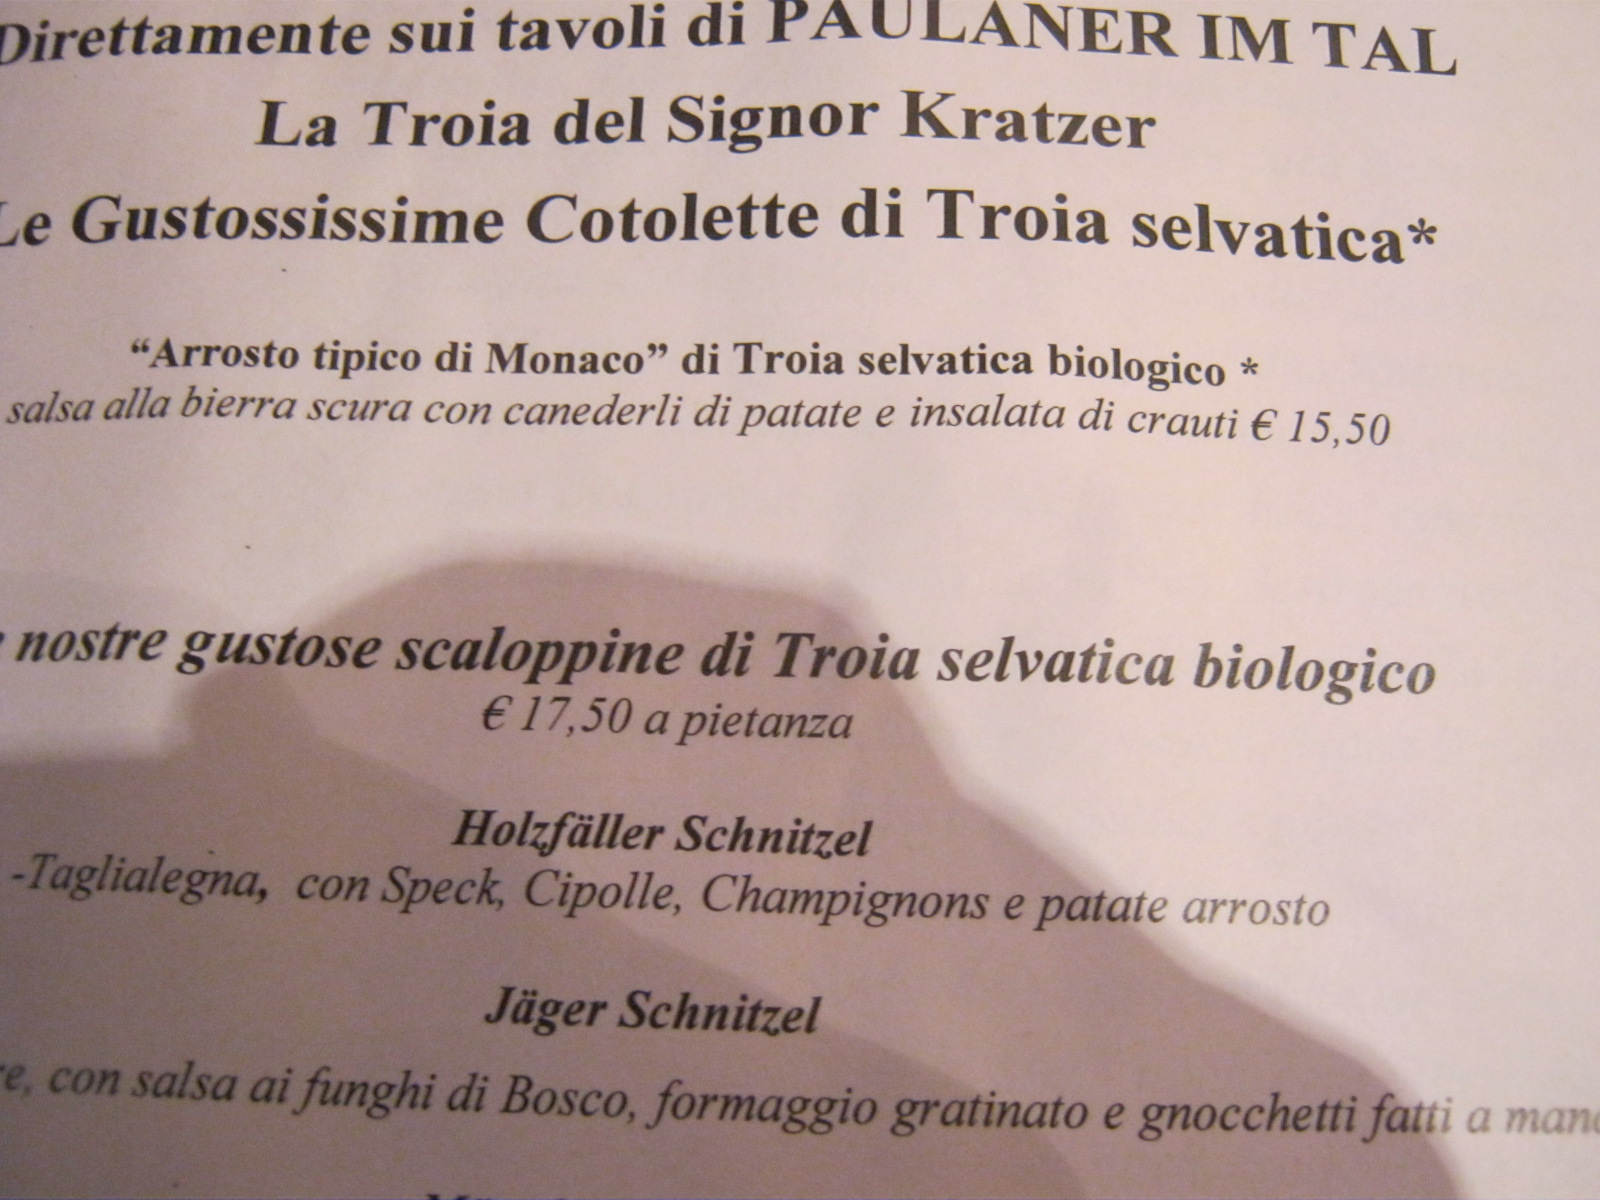 Direttamente sui tavoli di PAULANER IM TAL
La Troia del Signor Kratzer
Le Gustossissime Cotolette di Troia selvatica*
“Arrosto tipico di Monaco” di Troia selvatica biologico *
salsa alla bierra scura con canederli di patate e insalata di crauti € 15,50
nostre gustose scaloppine di Troia selvatica biologico
€ 17,50 a pietanza
Holzfäller Schnitzel
-Taglialegna, con Speck, Cipolle, Champignons e patate arrosto
Jäger Schnitzel
con salsa ai funghi di Bosco, formaggio gratinato e gnocchetti fatti a mano